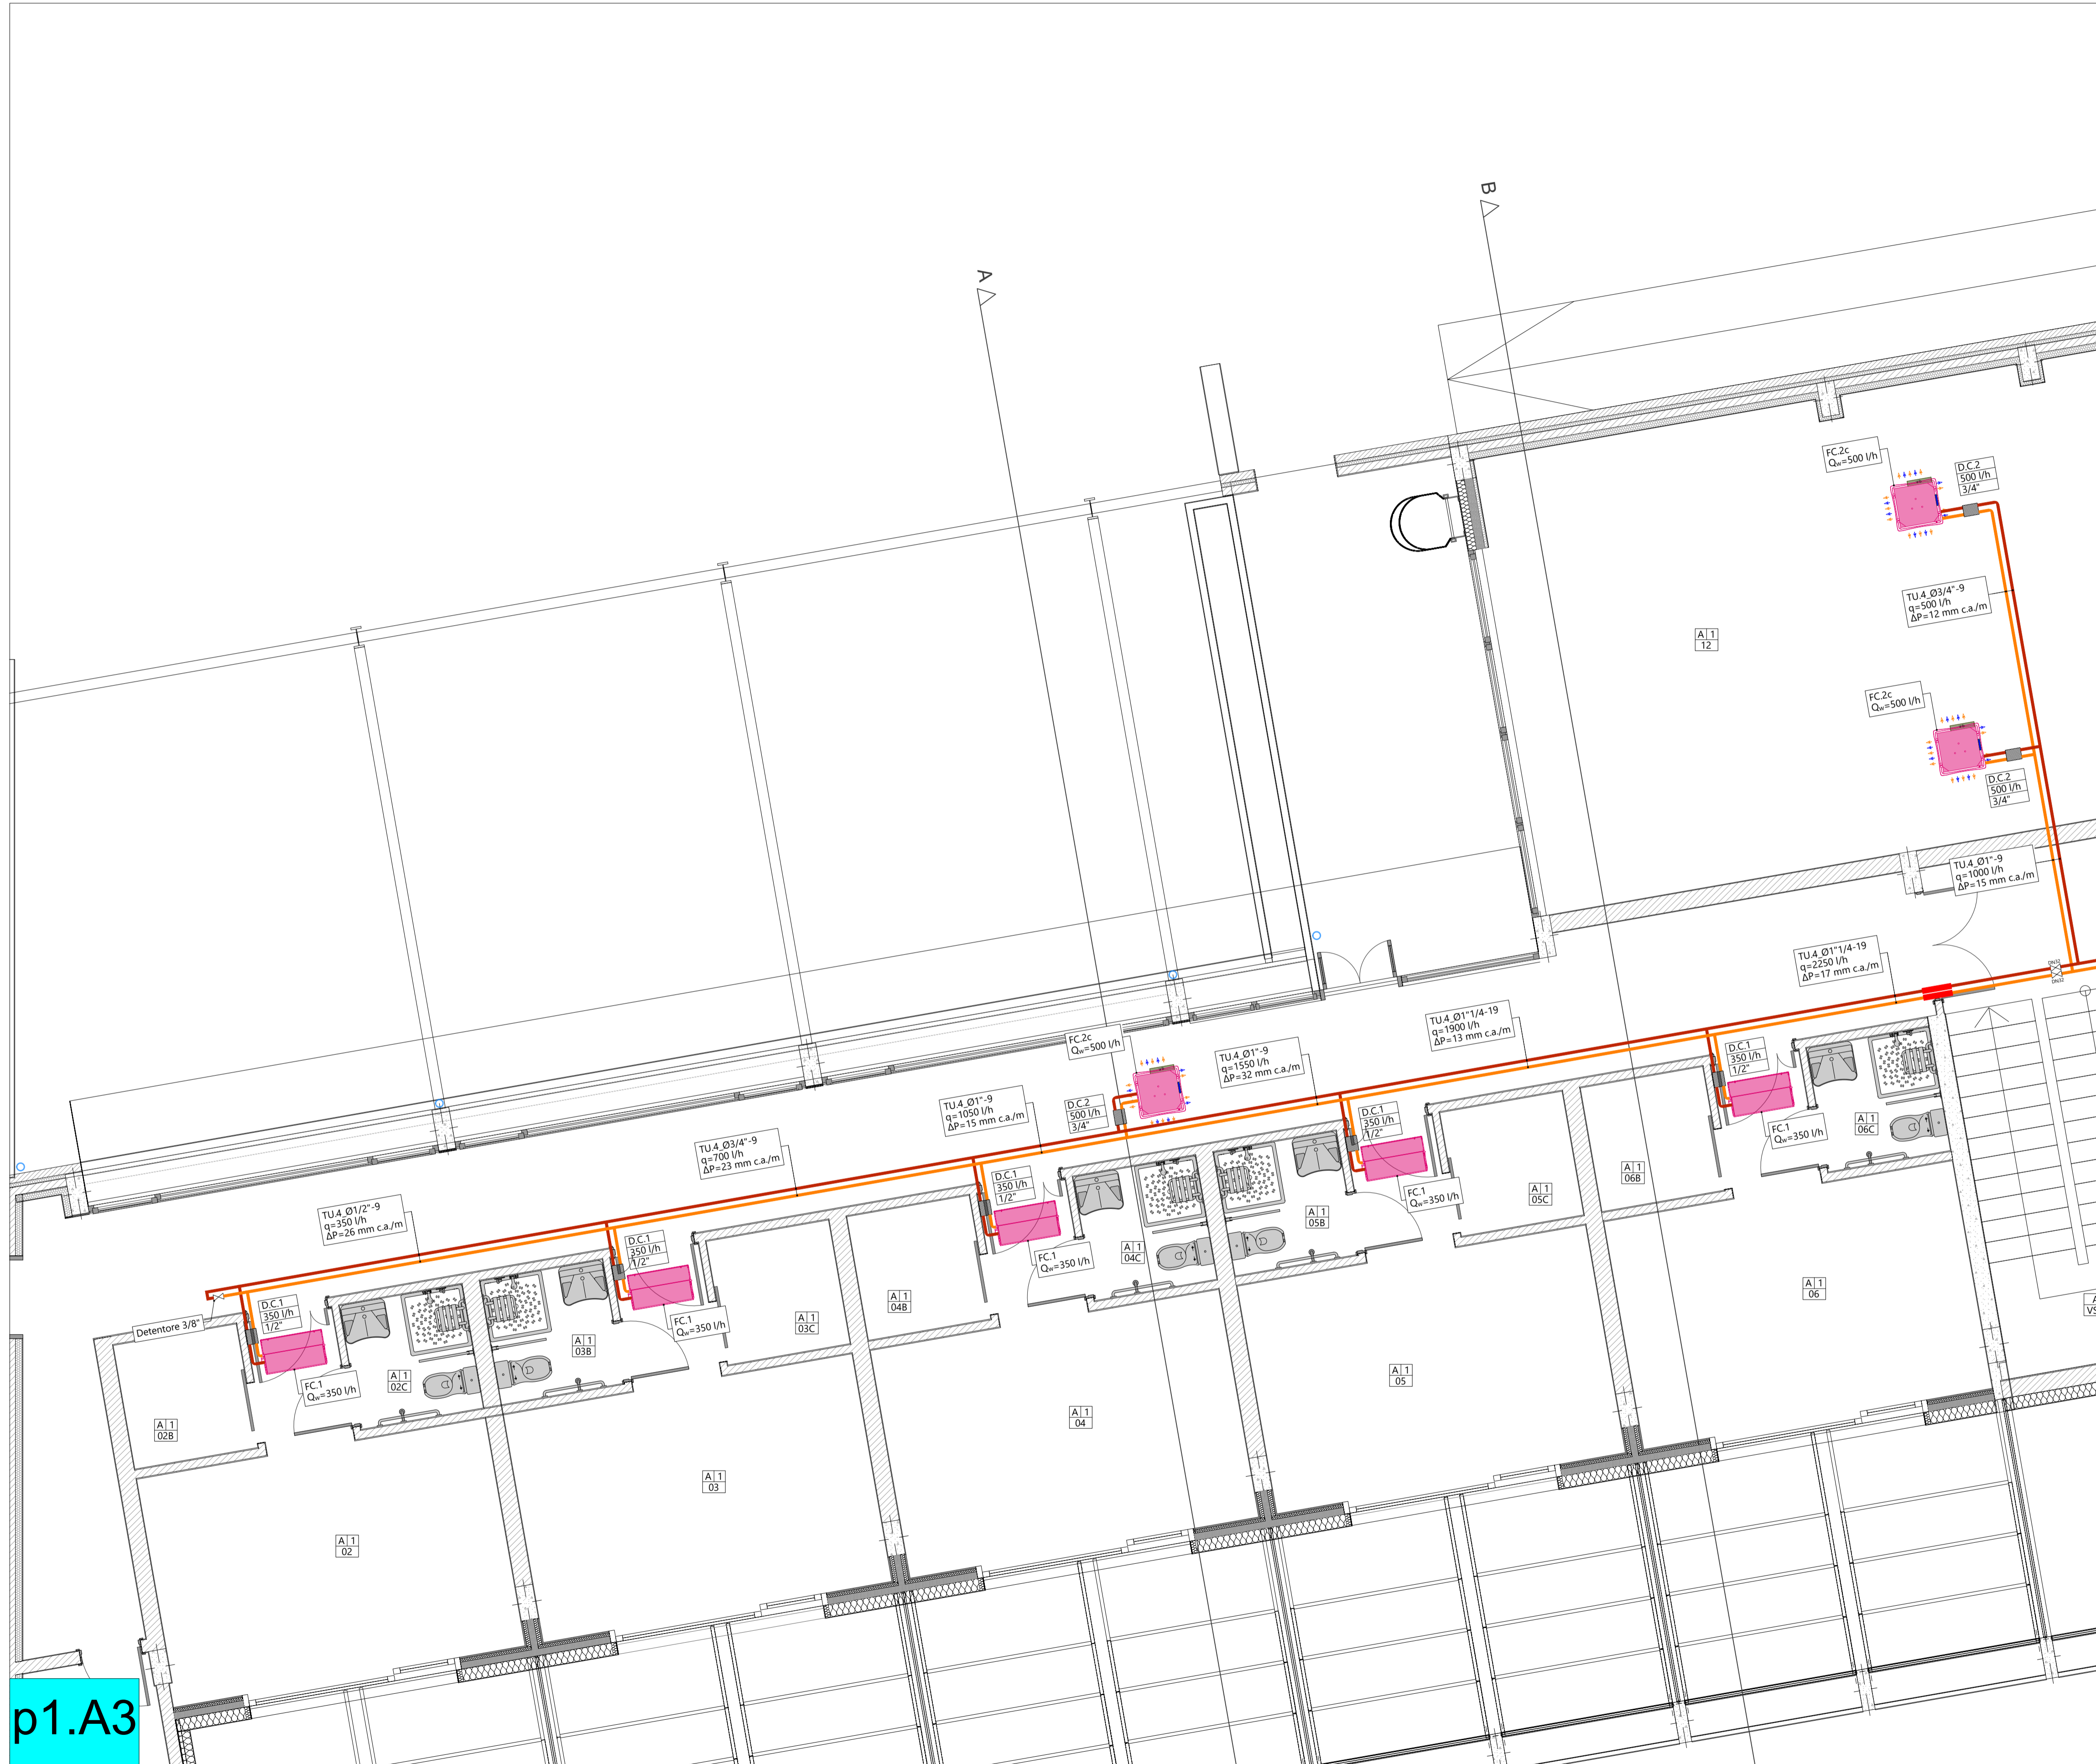 B
A
FC.2c
Qw=500 l/h
D.C.2
500 l/h
3/4"
TU.4_Ø3/4"-9
q=500 l/h
ΔP=12 mm c.a./m
A 1
12
FC.2c
Qw=500 l/h
D.C.2
500 l/h
3/4"
TU.4_Ø1"-9
q=1000 l/h
ΔP=15 mm c.a./m
TU.4_Ø1"1/4-19
q=2250 l/h
ΔP=17 mm c.a./m
DN32
DN32
TU.4_Ø1"1/4-19
q=1900 l/h
ΔP=13 mm c.a./m
FC.2c
Qw=500 l/h
TU.4_Ø1"-9
q=1550 l/h
ΔP=32 mm c.a./m
D.C.2
500 l/h
3/4"
TU.4_Ø1"-9
q=1050 l/h
ΔP=15 mm c.a./m
TU.4_Ø3/4"-9
q=700 l/h
ΔP=23 mm c.a./m
TU.4_Ø1/2"-9
q=350 l/h
ΔP=26 mm c.a./m
D.C.1
350 l/h
1/2"
FC.1
Qw=350 l/h
A 1
06C
A 1
06B
D.C.1
350 l/h
1/2"
FC.1
Qw=350 l/h
A 1
05C
A 1
05B
D.C.1
350 l/h
1/2"
FC.1
Qw=350 l/h
A 1
04C
A 1
04B
D.C.1
350 l/h
1/2"
FC.1
Qw=350 l/h
A 1
03C
A 1
03B
Detentore 3/8"
D.C.1
350 l/h
1/2"
FC.1
Qw=350 l/h
A 1
02C
A 1
02B
A 1
06
A 1
05
A 1
04
A 1
03
A 1
02
p1.A3